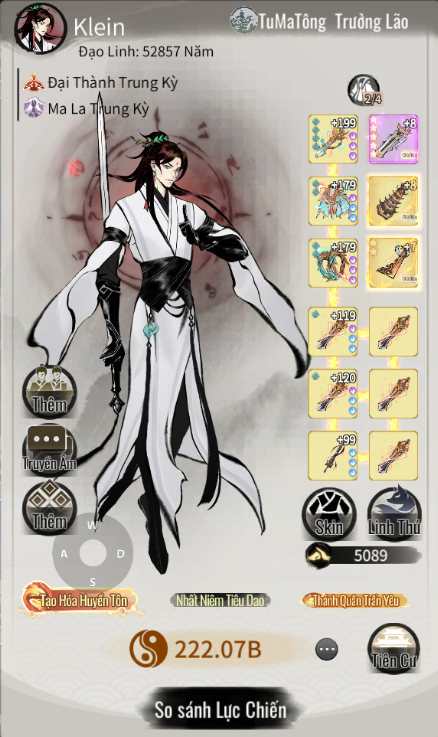 Klein
TuMaTông Trưởng Lão
Đạo Linh: 52857 Năm
Đại Thành Trung Kỳ
Ma La Trung Kỳ
2/4
+199
+8
+179
+8
+179
+7
+119
+120
+99
Thêm
Truyền Âm
Thêm
W
A D
S
Skin
Linh Thú
5089
Tạo Hóa Huyền Tôn
Nhất Niệm Tiêu Dao
Thánh Quân Trấn Yêu
222.07B
Tiên Cư
So sánh Lực Chiến